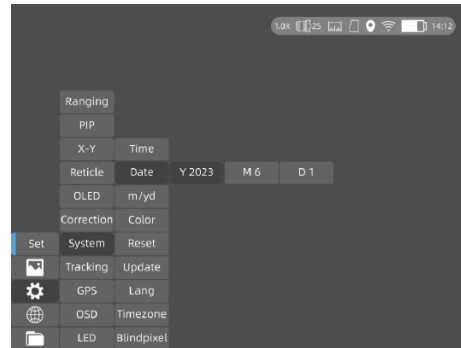 1.0X 25 14:12
Ranging
PIP
X-Y Time
Reticle Date Y 2023 M 6 D 1
OLED m/yd
Correction Color
Set System Reset
Tracking Update
GPS Lang
OSD Timezone
LED Blindpixel